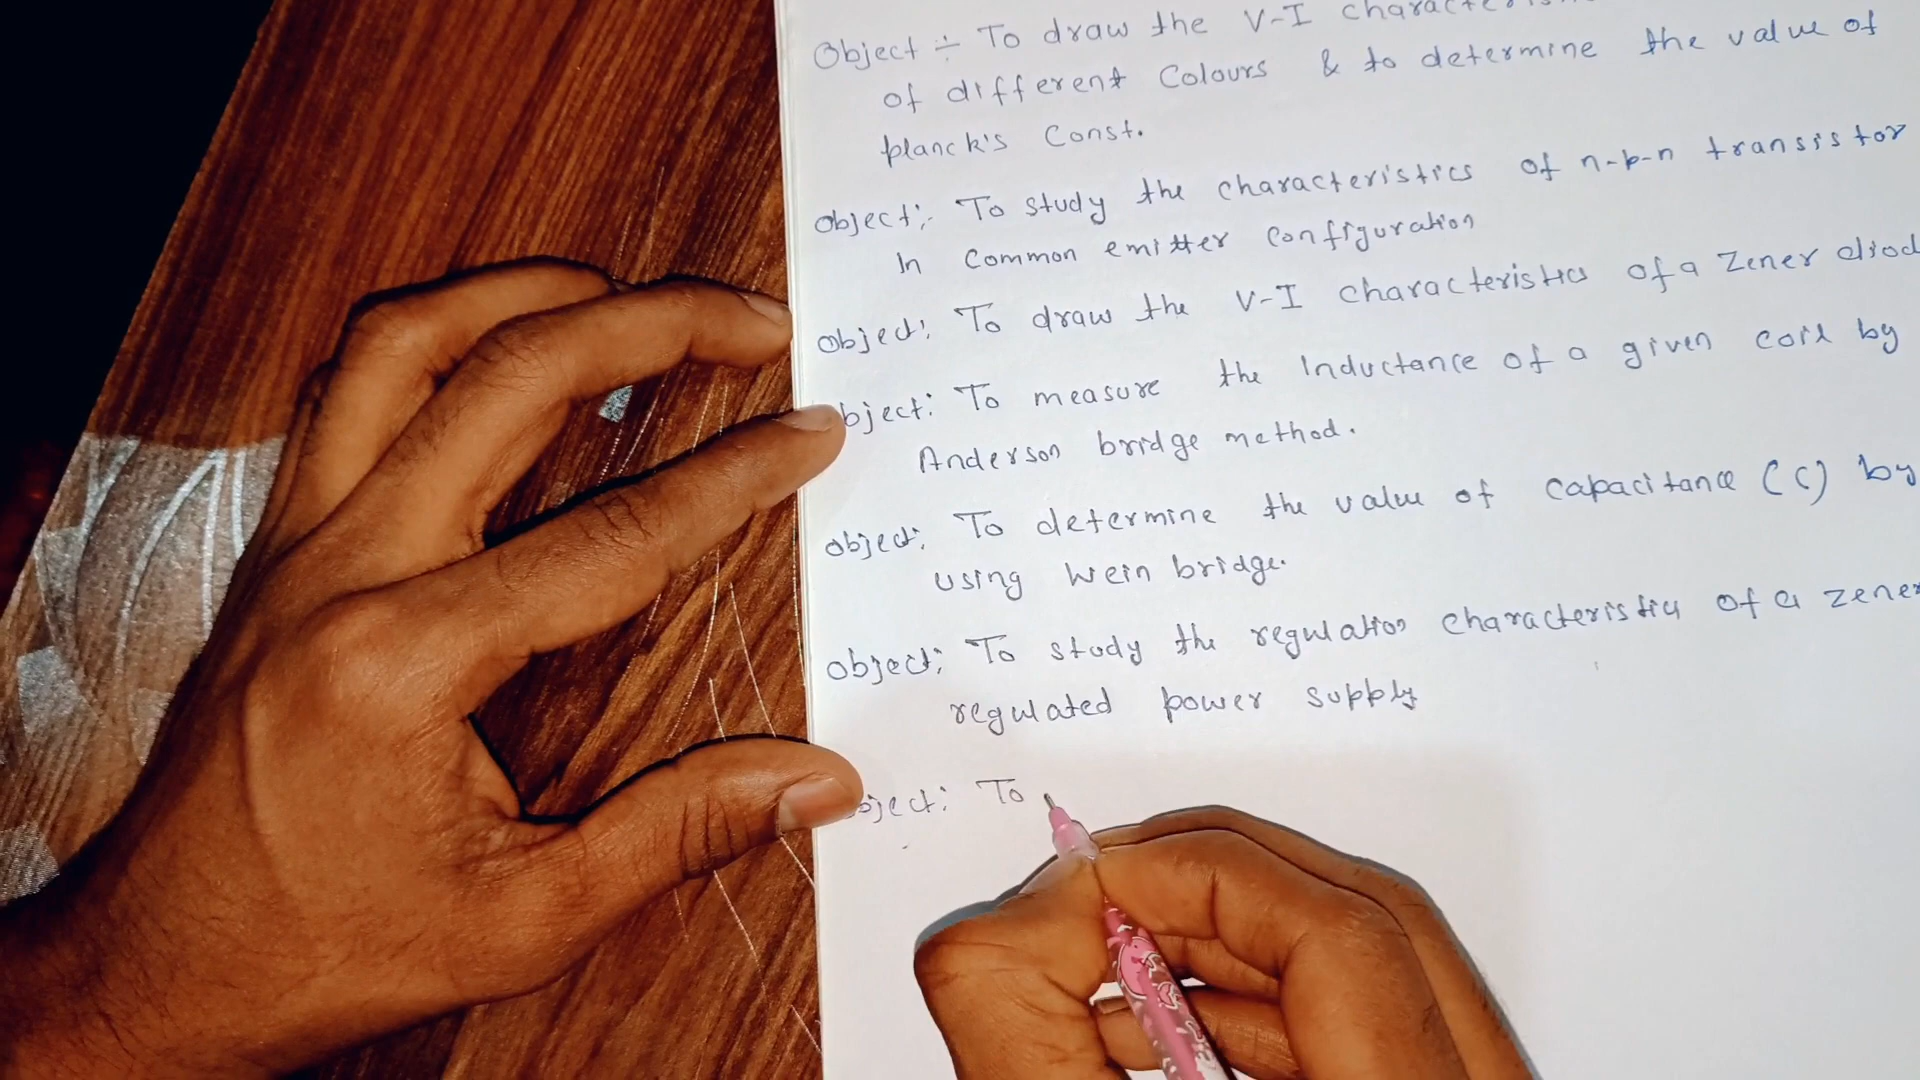 Object ÷ To draw the V-I
of different Colours & to determine the value of
planck's Const.
Object:- To study the characteristics of n-p-n transistor
In Common emitter Configuration
Object: To draw the V-I characteristics of a Zener diod
bject: To measure the Inductance of a given coil by
Anderson bridge method.
Object: To determine the value of capacitance (C) by
using Wein bridge.
Object: To study the regulation characteristics of a zener
regulated power supply
bject: To